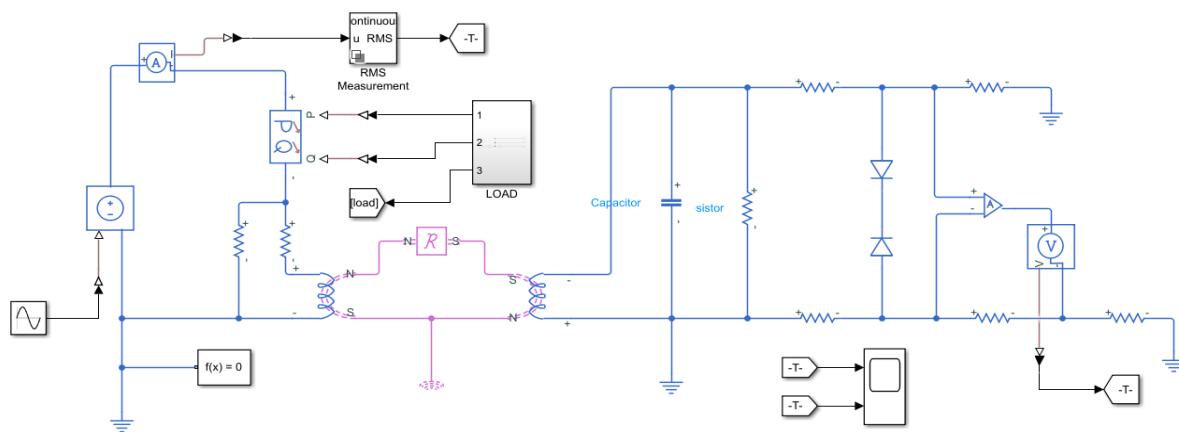 ontinuou
u RMS
RMS
Measurement
-T-
A
I
P
Q
P
Q
1
2
3
LOAD
[load]
Capacitor
sistor
N
R
S
N
S
S
N
A
V
V
f(x) = 0
-T-
-T-
-T-